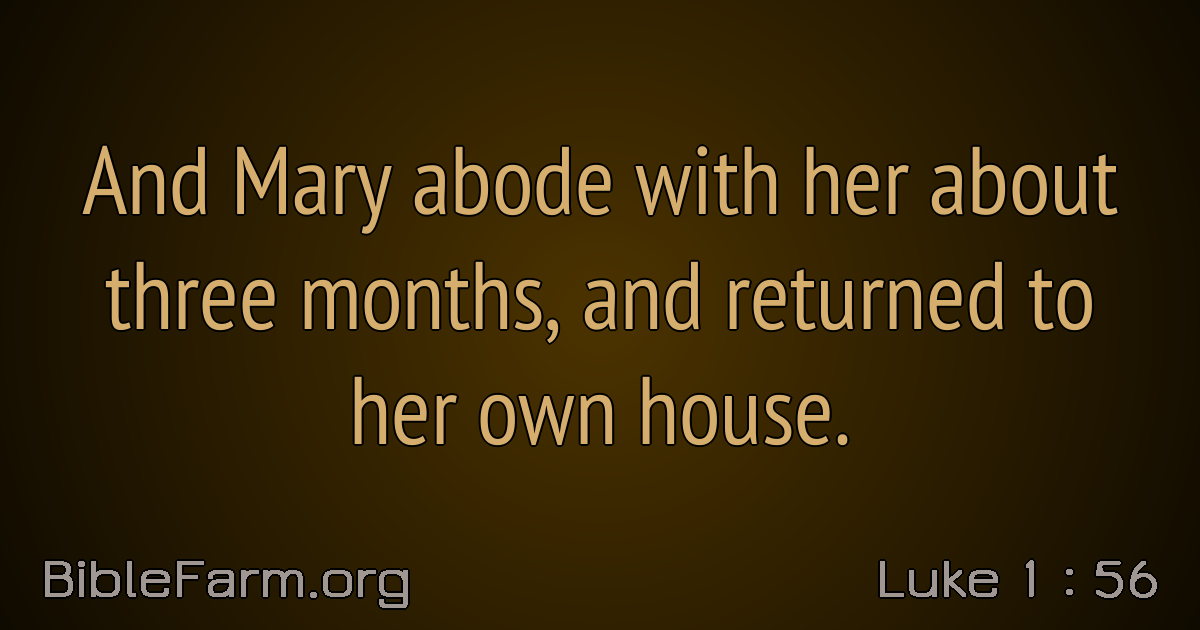 And Mary abode with her about
three months, and returned to
her own house.
BibleFarm.org
Luke 1 : 56